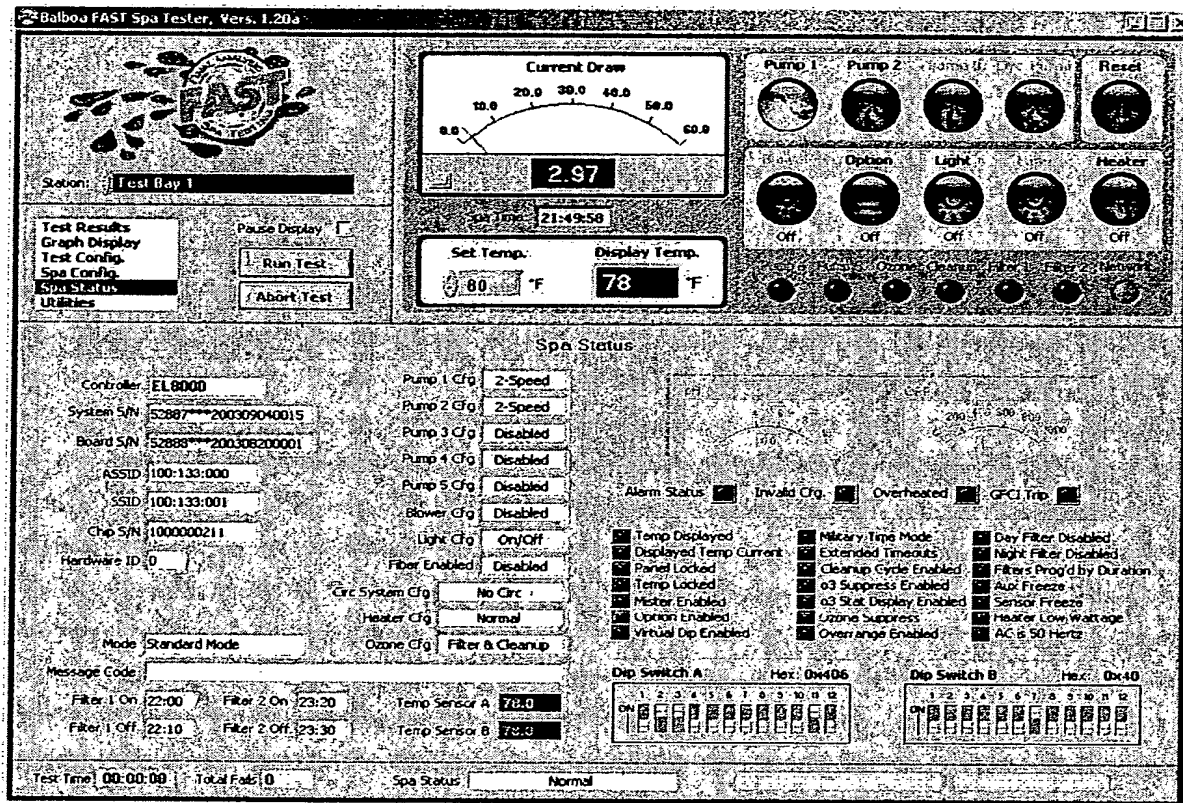 Balboa FAST Spa Tester, Vers. 1.20a
FAST
Station: Test Bay 1
Test Results
Graph Display
Test Config.
Spa Config.
Spa Status
Utilities
Pause Display
Run Test
Abort Test
Current Draw
0.0 10.0 20.0 30.0 40.0 50.0 60.0
2.97
Spa Time 21:49:58
Set Temp. Display Temp.
80 °F 78 °F
Pump 1 Pump 2 Reset
Option Light Heater
Off Off Off Off Off
Spa Status
Controller EL8000
System S/N 52887***200309040015
Board S/N 52888***200308200001
ASSID 100:133:000
SSID 100:133:001
Chip S/N 1000000211
Hardware ID 0
Mode Standard Mode
Message Code
Filter 1 On 22:00 Filter 2 On 23:20
Filter 1 Off 22:10 Filter 2 Off 23:30
Pump 1 Cfg 2-Speed
Pump 2 Cfg 2-Speed
Pump 3 Cfg Disabled
Pump 4 Cfg Disabled
Pump 5 Cfg Disabled
Blower Cfg Disabled
Light Cfg On/Off
Fiber Enabled Disabled
Circ System Cfg No Circ
Heater Cfg Normal
Ozone Cfg Filter & Cleanup
Temp Sensor A 78.0
Temp Sensor B 78.0
Alarm Status Invalid Cfg. Overheated GFCI Trip
Temp Displayed
Displayed Temp Current
Panel Locked
Temp Locked
Mister Enabled
Option Enabled
Virtual Dip Enabled
Military Time Mode
Extended Timeouts
Cleanup Cycle Enabled
o3 Suppress Enabled
o3 Stat Display Enabled
Ozone Suppress
Overrange Enabled
Day Filter Disabled
Night Filter Disabled
Filters Prog'd by Duration
Aux Freeze
Sensor Freeze
Heater Low Wattage
AC is 50 Hertz
Dip Switch A Hex: 0x406
1 2 3 4 5 6 7 8 9 10 11 12
ON
Dip Switch B Hex: 0x40
1 2 3 4 5 6 7 8 9 10 11 12
ON
Test Time 00:00:00 Total Fails 0 Spa Status Normal